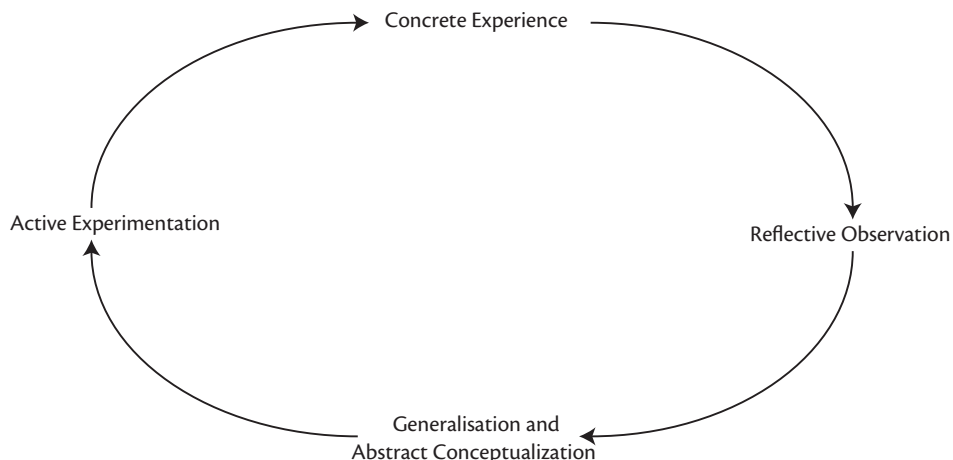 Concrete Experience
Active Experimentation
Reflective Observation
Generalisation and
Abstract Conceptualization